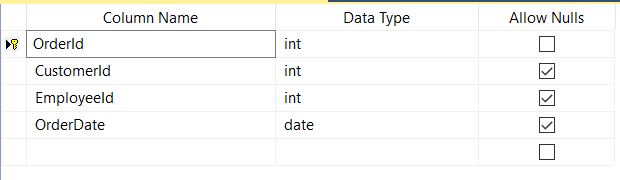 Column Name Data Type Allow Nulls
OrderId int
CustomerId int
EmployeeId int
OrderDate date